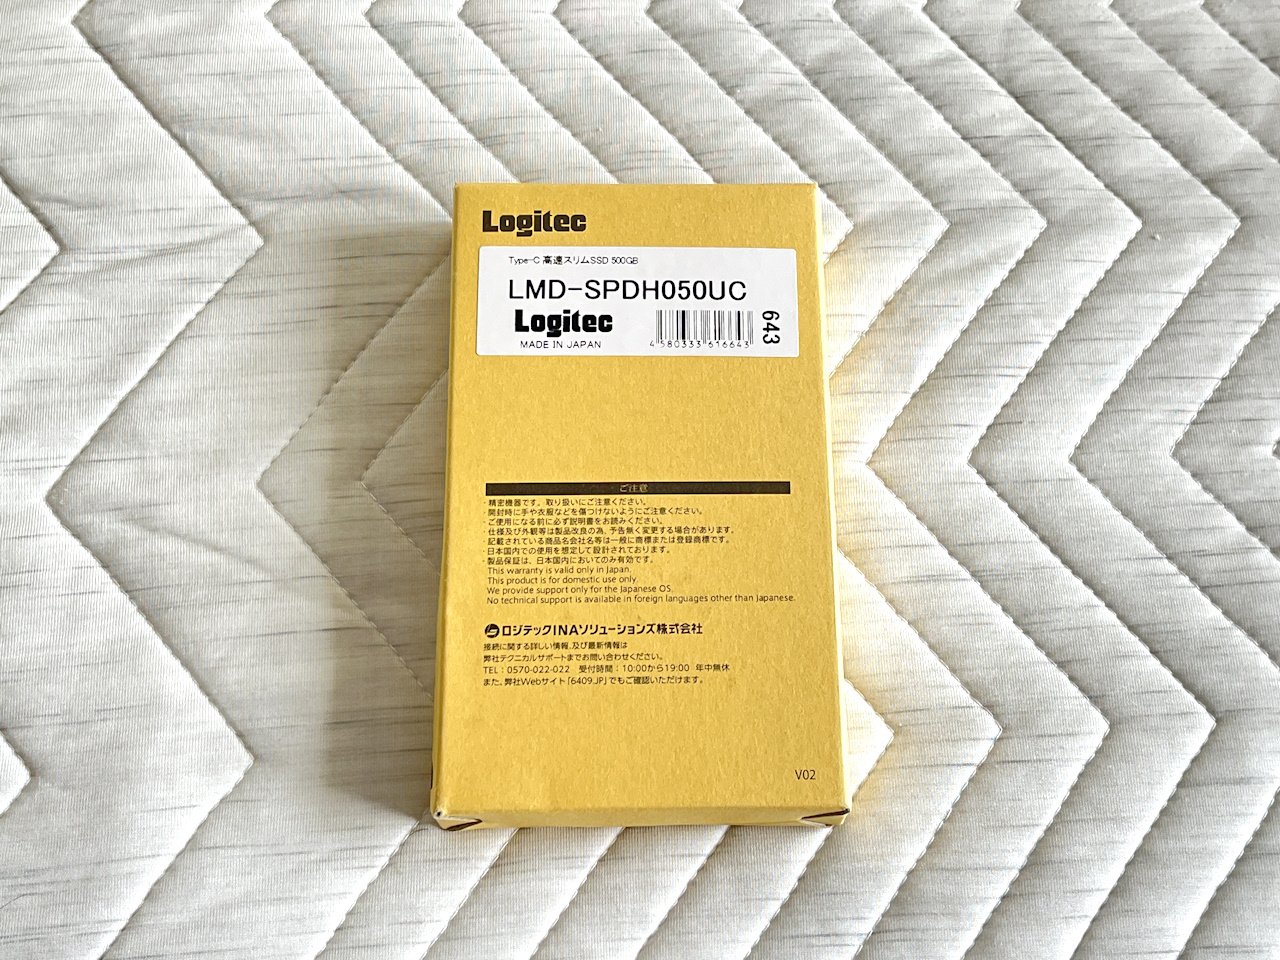 Logitec
Type-C 高速スリムSSD 500GB
LMD-SPDH050UC
Logitec
MADE IN JAPAN
4 580333 616643
643
ご注意
・精密機器です。取り扱いにご注意ください。
・開封時に手や衣服などを傷つけないようにご注意ください。
・ご使用になる前に必ず説明書をお読みください。
・仕様及び外観等は製品改良の為、予告無く変更する場合があります。
・記載されている商品名会社名等は一般に商標または登録商標です。
・日本国内での使用を想定して設計されております。
・製品保証は、日本国内においてのみ有効です。
This warranty is valid only in Japan.
This product is for domestic use only.
We provide support only for the Japanese OS.
No technical support is available in foreign languages other than Japanese.
ロジテックINAソリューションズ株式会社
接続に関する詳しい情報、及び最新情報は
弊社テクニカルサポートまでお問い合わせください。
TEL：0570-022-022 受付時間：10:00から19:00 年中無休
また、弊社Webサイト「6409.JP」でもご確認いただけます。
V02